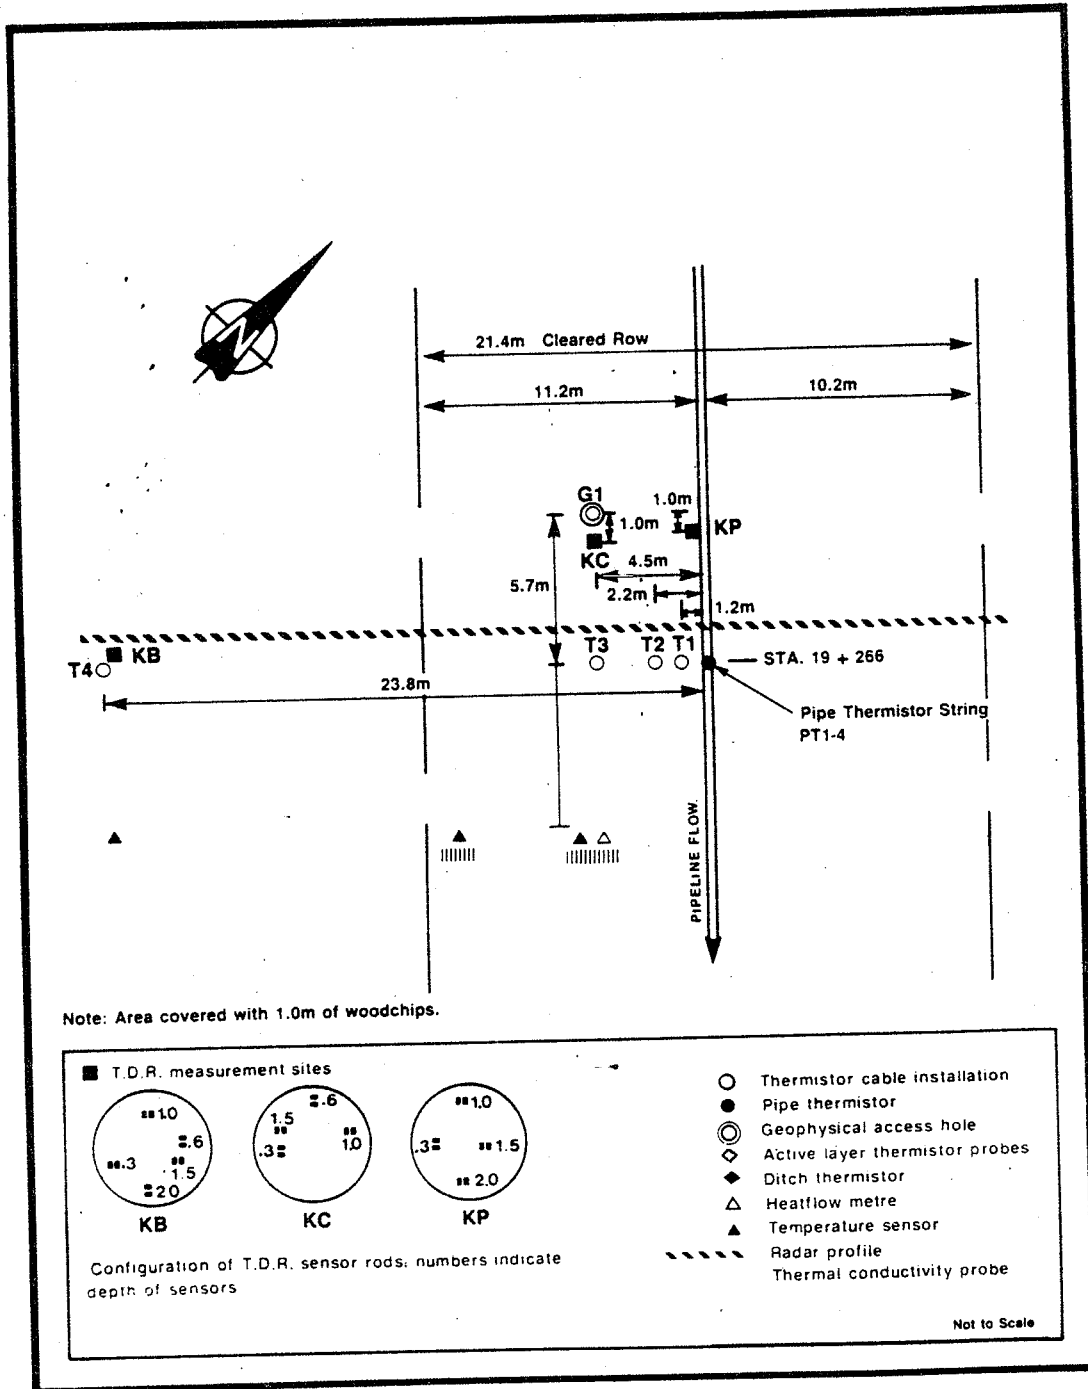 N
21.4m Cleared Row
11.2m
10.2m
G1
1.0m
1.0m
KP
KC
4.5m
5.7m
2.2m
1.2m
KB
T3
T2
T1
T4
STA. 19 + 266
23.8m
Pipe Thermistor String
PT1-4
PIPELINE FLOW
Note: Area covered with 1.0m of woodchips.
T.D.R. measurement sites
1.0
.6
.3
1.5
2.0
KB
.6
1.5
.3
1.0
KC
1.0
.3
1.5
2.0
KP
Configuration of T.D.R. sensor rods; numbers indicate
depth of sensors
Thermistor cable installation
Pipe thermistor
Geophysical access hole
Active layer thermistor probes
Ditch thermistor
Heatflow metre
Temperature sensor
Radar profile
Thermal conductivity probe
Not to Scale